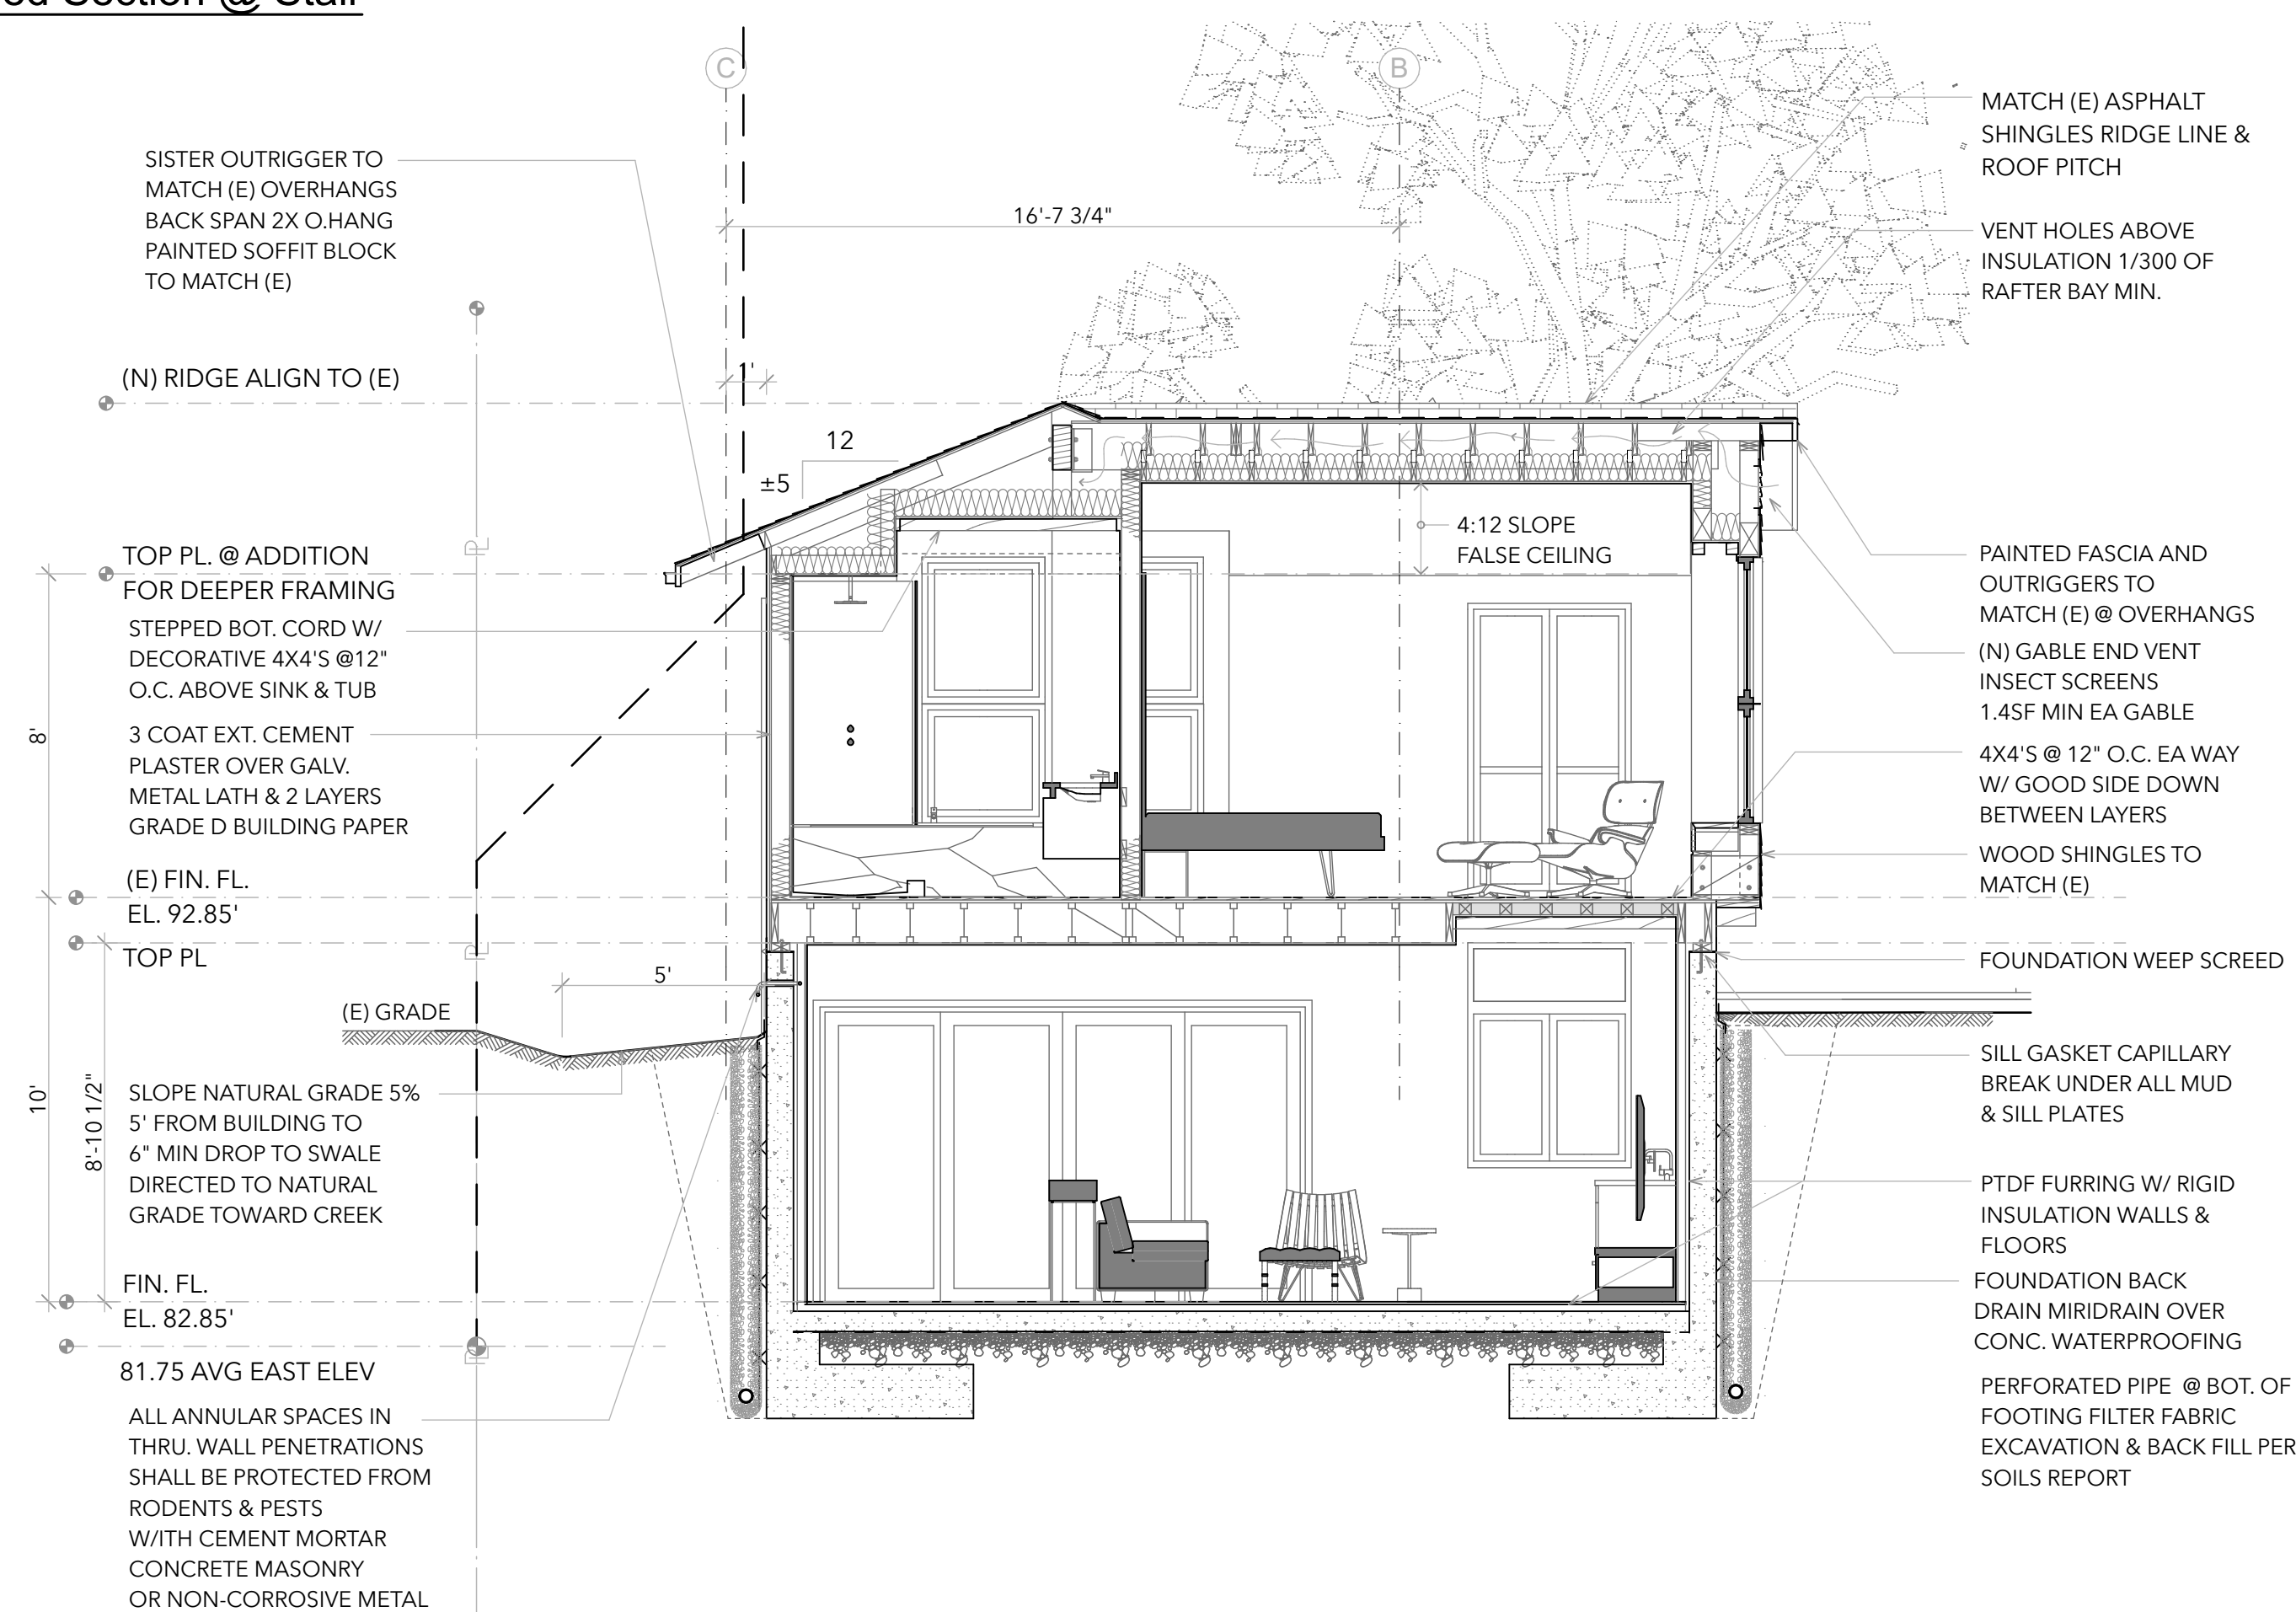 Section @ Stair
C
B
16'-7 3/4"
1'
12
±5
SISTER OUTRIGGER TO
MATCH (E) OVERHANGS
BACK SPAN 2X O.HANG
PAINTED SOFFIT BLOCK
TO MATCH (E)
(N) RIDGE ALIGN TO (E)
TOP PL. @ ADDITION
FOR DEEPER FRAMING
STEPPED BOT. CORD W/
DECORATIVE 4X4'S @12"
O.C. ABOVE SINK & TUB
8'
3 COAT EXT. CEMENT
PLASTER OVER GALV.
METAL LATH & 2 LAYERS
GRADE D BUILDING PAPER
(E) FIN. FL.
EL. 92.85'
TOP PL
5'
(E) GRADE
10'
8'-10 1/2"
SLOPE NATURAL GRADE 5%
5' FROM BUILDING TO
6" MIN DROP TO SWALE
DIRECTED TO NATURAL
GRADE TOWARD CREEK
FIN. FL.
EL. 82.85'
81.75 AVG EAST ELEV
ALL ANNULAR SPACES IN
THRU. WALL PENETRATIONS
SHALL BE PROTECTED FROM
RODENTS & PESTS
W/ITH CEMENT MORTAR
CONCRETE MASONRY
OR NON-CORROSIVE METAL
4:12 SLOPE
FALSE CEILING
MATCH (E) ASPHALT
SHINGLES RIDGE LINE &
ROOF PITCH
VENT HOLES ABOVE
INSULATION 1/300 OF
RAFTER BAY MIN.
PAINTED FASCIA AND
OUTRIGGERS TO
MATCH (E) @ OVERHANGS
(N) GABLE END VENT
INSECT SCREENS
1.4SF MIN EA GABLE
4X4'S @ 12" O.C. EA WAY
W/ GOOD SIDE DOWN
BETWEEN LAYERS
WOOD SHINGLES TO
MATCH (E)
FOUNDATION WEEP SCREED
SILL GASKET CAPILLARY
BREAK UNDER ALL MUD
& SILL PLATES
PTDF FURRING W/ RIGID
INSULATION WALLS &
FLOORS
FOUNDATION BACK
DRAIN MIRIDRAIN OVER
CONC. WATERPROOFING
PERFORATED PIPE @ BOT. OF
FOOTING FILTER FABRIC
EXCAVATION & BACK FILL PER
SOILS REPORT